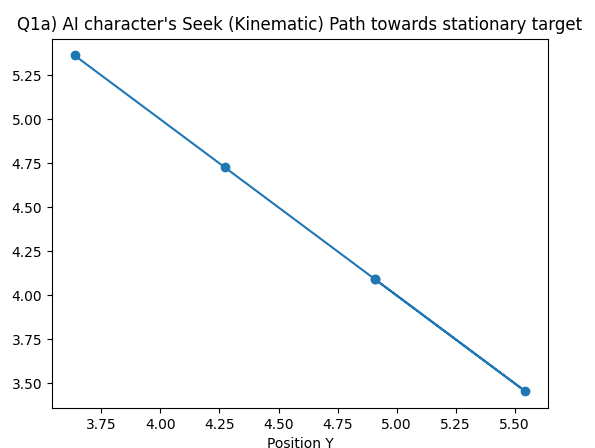 Q1a) AI character's Seek (Kinematic) Path towards stationary target
5.25
5.00
4.75
4.50
4.25
4.00
3.75
3.50
3.75 4.00 4.25 4.50 4.75 5.00 5.25 5.50
Position Y